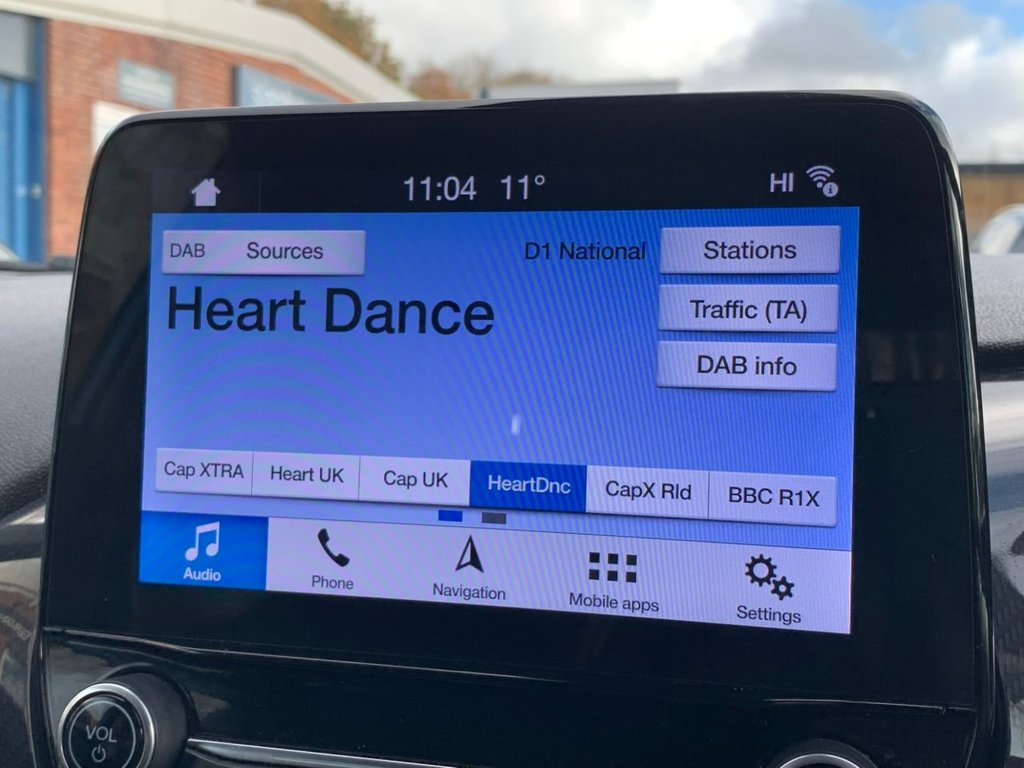 11:04 11° HI
DAB Sources
D1 National
Stations
Heart Dance
Traffic (TA)
DAB info
Cap XTRA
Heart UK
Cap UK
HeartDnc
CapX Rld
BBC R1X
Audio
Phone
Navigation
Mobile apps
Settings
VOL